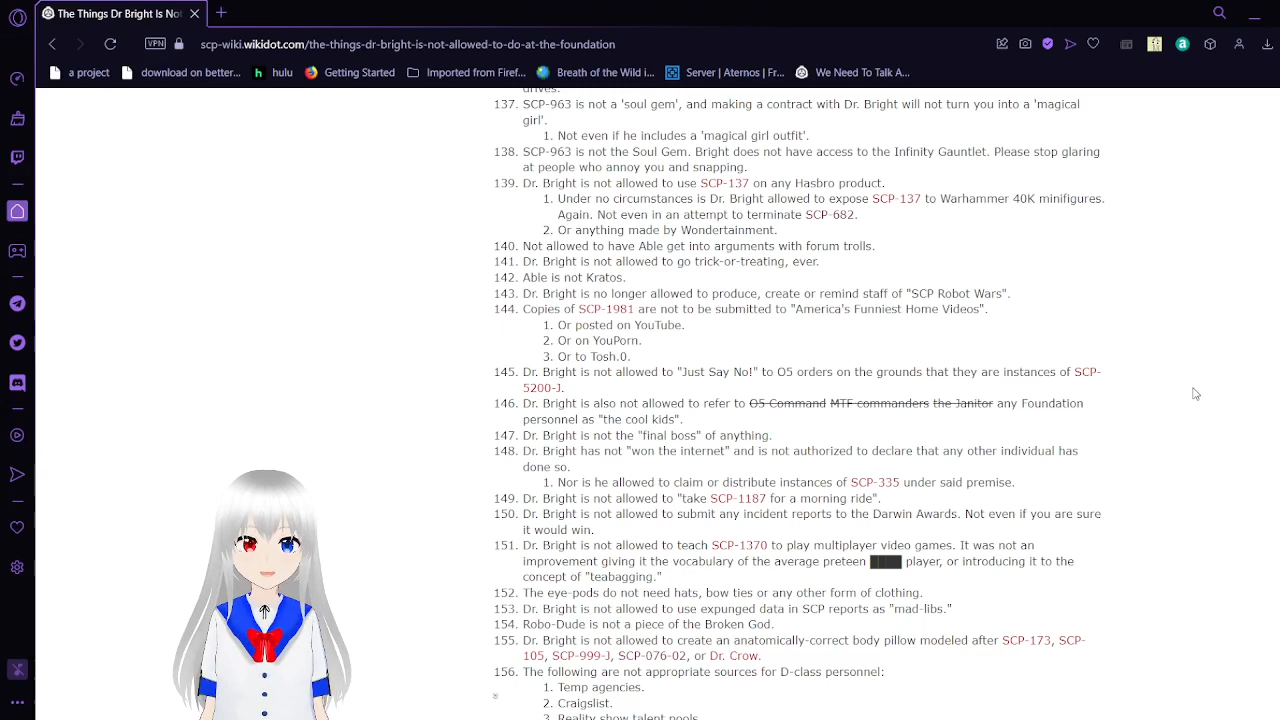 The Things Dr Bright Is Not
VPN
scp-wiki.wikidot.com/the-things-dr-bright-is-not-allowed-to-do-at-the-foundation
a project
download on better...
hulu
Getting Started
Imported from Firef...
Breath of the Wild i...
Server | Aternos | Fr...
We Need To Talk A...
drives.
137. SCP-963 is not a 'soul gem', and making a contract with Dr. Bright will not turn you into a 'magical
girl'.
1. Not even if he includes a 'magical girl outfit'.
138. SCP-963 is not the Soul Gem. Bright does not have access to the Infinity Gauntlet. Please stop glaring
at people who annoy you and snapping.
139. Dr. Bright is not allowed to use SCP-137 on any Hasbro product.
1. Under no circumstances is Dr. Bright allowed to expose SCP-137 to Warhammer 40K minifigures.
Again. Not even in an attempt to terminate SCP-682.
2. Or anything made by Wondertainment.
140. Not allowed to have Able get into arguments with forum trolls.
141. Dr. Bright is not allowed to go trick-or-treating, ever.
142. Able is not Kratos.
143. Dr. Bright is no longer allowed to produce, create or remind staff of "SCP Robot Wars".
144. Copies of SCP-1981 are not to be submitted to "America's Funniest Home Videos".
1. Or posted on YouTube.
2. Or on YouPorn.
3. Or to Tosh.0.
145. Dr. Bright is not allowed to "Just Say No!" to O5 orders on the grounds that they are instances of SCP-
5200-J.
146. Dr. Bright is also not allowed to refer to O5 Command MTF commanders the Janitor any Foundation
personnel as "the cool kids".
147. Dr. Bright is not the "final boss" of anything.
148. Dr. Bright has not "won the internet" and is not authorized to declare that any other individual has
done so.
1. Nor is he allowed to claim or distribute instances of SCP-335 under said premise.
149. Dr. Bright is not allowed to "take SCP-1187 for a morning ride".
150. Dr. Bright is not allowed to submit any incident reports to the Darwin Awards. Not even if you are sure
it would win.
151. Dr. Bright is not allowed to teach SCP-1370 to play multiplayer video games. It was not an
improvement giving it the vocabulary of the average preteen ████ player, or introducing it to the
concept of "teabagging."
152. The eye-pods do not need hats, bow ties or any other form of clothing.
153. Dr. Bright is not allowed to use expunged data in SCP reports as "mad-libs."
154. Robo-Dude is not a piece of the Broken God.
155. Dr. Bright is not allowed to create an anatomically-correct body pillow modeled after SCP-173, SCP-
105, SCP-999-J, SCP-076-02, or Dr. Crow.
156. The following are not appropriate sources for D-class personnel:
1. Temp agencies.
2. Craigslist.
3. Reality show talent pools.